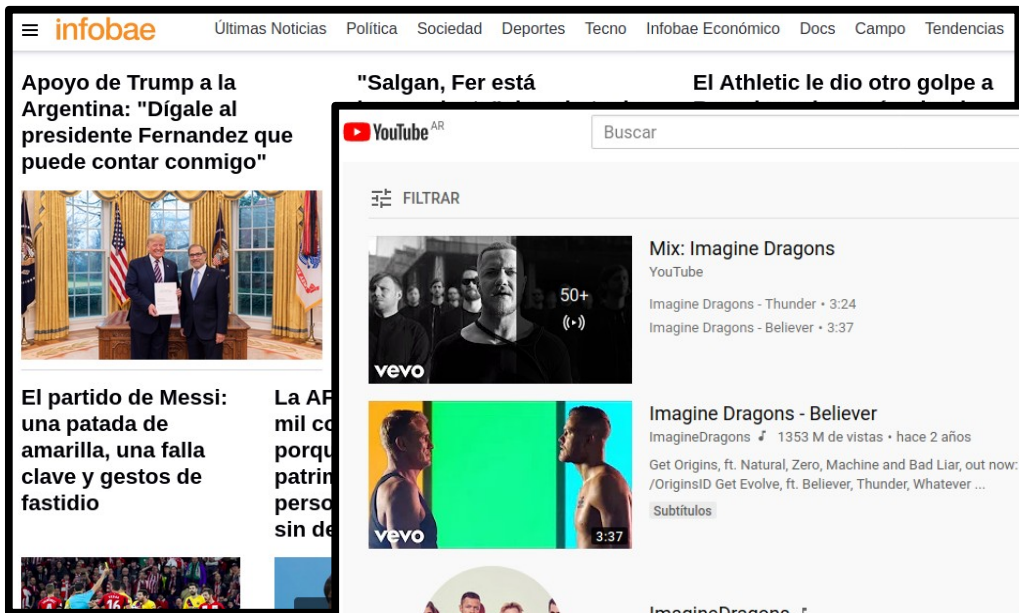 infobae
Últimas Noticias Política Sociedad Deportes Tecno Infobae Económico Docs Campo Tendencias
Apoyo de Trump a la
Argentina: "Dígale al
presidente Fernandez que
puede contar conmigo"
"Salgan, Fer está
El Athletic le dio otro golpe a
El partido de Messi:
una patada de
amarilla, una falla
clave y gestos de
fastidio
La AF
mil co
porqu
patrim
perso
sin de
YouTube AR
Buscar
FILTRAR
50+
vevo
Mix: Imagine Dragons
YouTube
Imagine Dragons - Thunder • 3:24
Imagine Dragons - Believer • 3:37
vevo
3:37
Imagine Dragons - Believer
ImagineDragons 1353 M de vistas • hace 2 años
Get Origins, ft. Natural, Zero, Machine and Bad Liar, out now:
/OriginsID Get Evolve, ft. Believer, Thunder, Whatever ...
Subtítulos
ImagineDragons
16